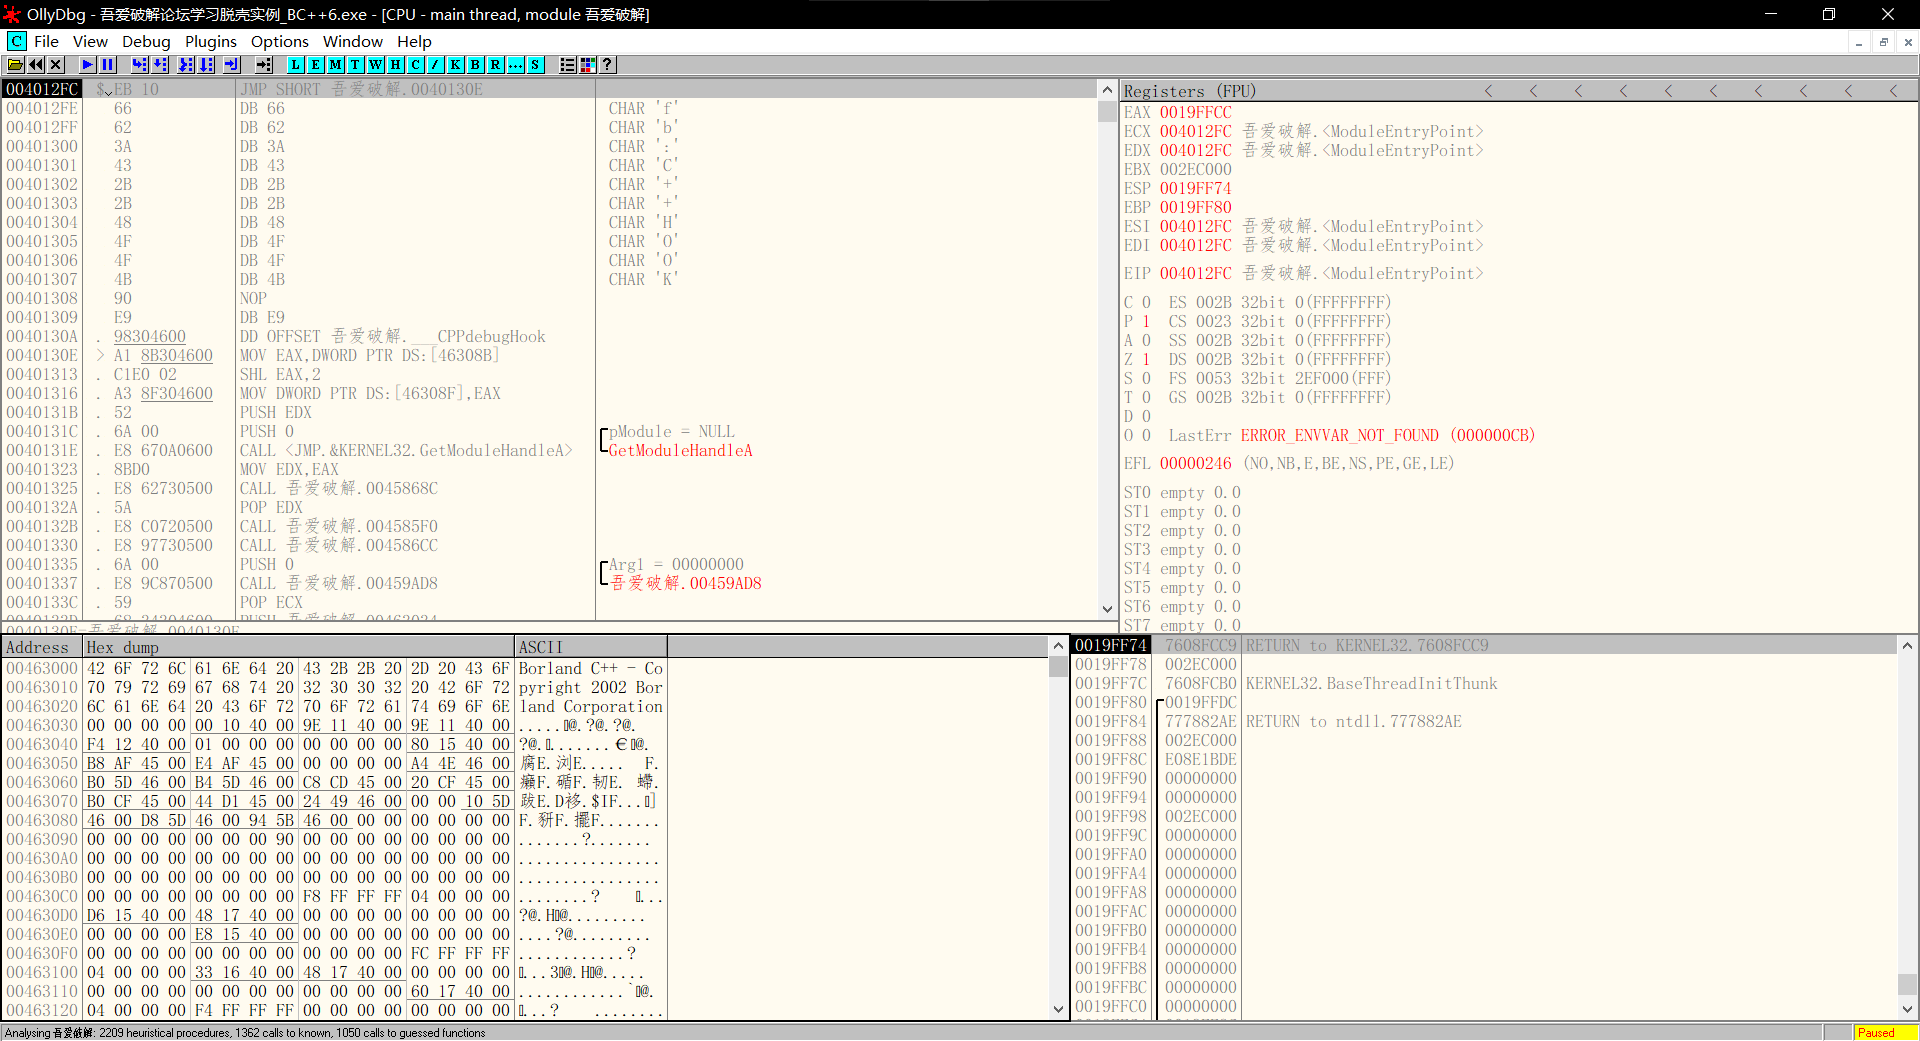 OllyDbg - 吾爱破解论坛学习脱壳实例_BC++6.exe - [CPU - main thread, module 吾爱破解]
C File View Debug Plugins Options Window Help
L E M T W H C / K B R ... S ?
004012FC $ EB 10 JMP SHORT 吾爱破解.0040130E
004012FE 66 DB 66 CHAR 'f'
004012FF 62 DB 62 CHAR 'b'
00401300 3A DB 3A CHAR ':'
00401301 43 DB 43 CHAR 'C'
00401302 2B DB 2B CHAR '+'
00401303 2B DB 2B CHAR '+'
00401304 48 DB 48 CHAR 'H'
00401305 4F DB 4F CHAR 'O'
00401306 4F DB 4F CHAR 'O'
00401307 4B DB 4B CHAR 'K'
00401308 90 NOP
00401309 E9 DB E9
0040130A . 98304600 DD OFFSET 吾爱破解.___CPPdebugHook
0040130E > A1 8B304600 MOV EAX,DWORD PTR DS:[46308B]
00401313 . C1E0 02 SHL EAX,2
00401316 . A3 8F304600 MOV DWORD PTR DS:[46308F],EAX
0040131B . 52 PUSH EDX
0040131C . 6A 00 PUSH 0 pModule = NULL
0040131E . E8 670A0600 CALL <JMP.&KERNEL32.GetModuleHandleA> GetModuleHandleA
00401323 . 8BD0 MOV EDX,EAX
00401325 . E8 62730500 CALL 吾爱破解.0045868C
0040132A . 5A POP EDX
0040132B . E8 C0720500 CALL 吾爱破解.004585F0
00401330 . E8 97730500 CALL 吾爱破解.004586CC
00401335 . 6A 00 PUSH 0 Arg1 = 00000000
00401337 . E8 9C870500 CALL 吾爱破解.00459AD8 吾爱破解.00459AD8
0040133C . 59 POP ECX
0040133D . 68 34304600 PUSH 吾爱破解.00463034
0040130E=吾爱破解.0040130E
Registers (FPU) < < < < < < < < < <
EAX 0019FFCC
ECX 004012FC 吾爱破解.<ModuleEntryPoint>
EDX 004012FC 吾爱破解.<ModuleEntryPoint>
EBX 002EC000
ESP 0019FF74
EBP 0019FF80
ESI 004012FC 吾爱破解.<ModuleEntryPoint>
EDI 004012FC 吾爱破解.<ModuleEntryPoint>
EIP 004012FC 吾爱破解.<ModuleEntryPoint>
C 0 ES 002B 32bit 0(FFFFFFFF)
P 1 CS 0023 32bit 0(FFFFFFFF)
A 0 SS 002B 32bit 0(FFFFFFFF)
Z 1 DS 002B 32bit 0(FFFFFFFF)
S 0 FS 0053 32bit 2EF000(FFF)
T 0 GS 002B 32bit 0(FFFFFFFF)
D 0
O 0 LastErr ERROR_ENVVAR_NOT_FOUND (000000CB)
EFL 00000246 (NO,NB,E,BE,NS,PE,GE,LE)
ST0 empty 0.0
ST1 empty 0.0
ST2 empty 0.0
ST3 empty 0.0
ST4 empty 0.0
ST5 empty 0.0
ST6 empty 0.0
ST7 empty 0.0
Address Hex dump ASCII
00463000 42 6F 72 6C 61 6E 64 20 43 2B 2B 20 2D 20 43 6F Borland C++ - Co
00463010 70 79 72 69 67 68 74 20 32 30 30 32 20 42 6F 72 pyright 2002 Bor
00463020 6C 61 6E 64 20 43 6F 72 70 6F 72 61 74 69 6F 6E land Corporation
00463030 00 00 00 00 00 10 40 00 9E 11 40 00 9E 11 40 00 .....@.?@.?@.
00463040 F4 12 40 00 01 00 00 00 00 00 00 00 80 15 40 00 ?@........€@.
00463050 B8 AF 45 00 E4 AF 45 00 00 00 00 00 A4 4E 46 00 腐E.浏E..... F.
00463060 B0 5D 46 00 B4 5D 46 00 C8 CD 45 00 20 CF 45 00 癩F.碷F.韧E. 蠕.
00463070 B0 CF 45 00 44 D1 45 00 24 49 46 00 00 00 10 5D 跋E.D袳.$IF...]
00463080 46 00 D8 5D 46 00 94 5B 46 00 00 00 00 00 00 00 F.豜F.擺F.......
00463090 00 00 00 00 00 00 00 90 00 00 00 00 00 00 00 00 .......?.......
004630A0 00 00 00 00 00 00 00 00 00 00 00 00 00 00 00 00 ................
004630B0 00 00 00 00 00 00 00 00 00 00 00 00 00 00 00 00 ................
004630C0 00 00 00 00 00 00 00 00 F8 FF FF FF 04 00 00 00 ........? ...
004630D0 D6 15 40 00 48 17 40 00 00 00 00 00 00 00 00 00 ?@.H@.........
004630E0 00 00 00 00 E8 15 40 00 00 00 00 00 00 00 00 00 ....?@.........
004630F0 00 00 00 00 00 00 00 00 00 00 00 00 FC FF FF FF ............?
00463100 04 00 00 00 33 16 40 00 48 17 40 00 00 00 00 00 ...3@.H@.....
00463110 00 00 00 00 00 00 00 00 00 00 00 00 60 17 40 00 ............`@.
00463120 04 00 00 00 F4 FF FF FF 00 00 00 00 00 00 00 00 ...? ........
0019FF74 7608FCC9 RETURN to KERNEL32.7608FCC9
0019FF78 002EC000
0019FF7C 7608FCB0 KERNEL32.BaseThreadInitThunk
0019FF80 0019FFDC
0019FF84 777882AE RETURN to ntdll.777882AE
0019FF88 002EC000
0019FF8C E08E1BDE
0019FF90 00000000
0019FF94 00000000
0019FF98 002EC000
0019FF9C 00000000
0019FFA0 00000000
0019FFA4 00000000
0019FFA8 00000000
0019FFAC 00000000
0019FFB0 00000000
0019FFB4 00000000
0019FFB8 00000000
0019FFBC 00000000
0019FFC0 00000000
Analysing 吾爱破解: 2209 heuristical procedures, 1362 calls to known, 1050 calls to guessed functions
Paused